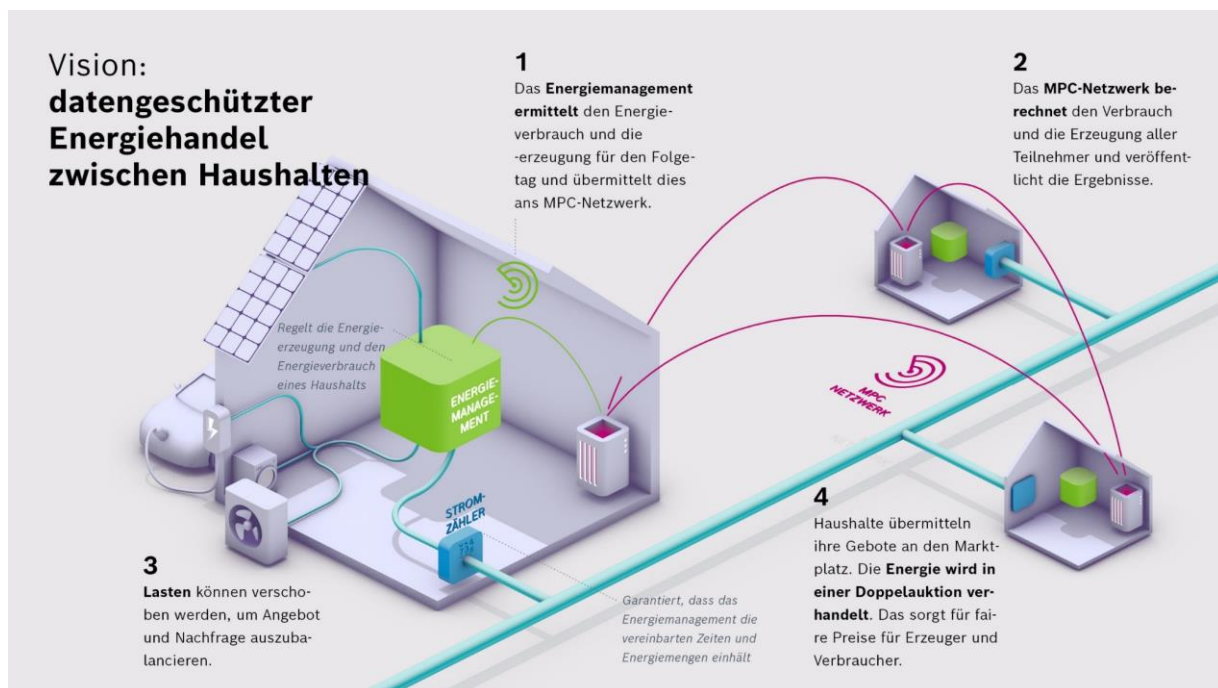 Vision:
datengeschützter
Energiehandel
zwischen Haushalten
1
Das Energiemanagement
ermittelt den Energie-
verbrauch und die
-erzeugung für den Folge-
tag und übermittelt dies
ans MPC-Netzwerk.
2
Das MPC-Netzwerk be-
rechnet den Verbrauch
und die Erzeugung aller
Teilnehmer und veröffent-
licht die Ergebnisse.
Regelt die Energie-
erzeugung und den
Energieverbrauch
eines Haushalts
ENERGIE-
MANAGE-
MENT
MPC
NETZWERK
STROM-
ZÄHLER
3
Lasten können verscho-
ben werden, um Angebot
und Nachfrage auszuba-
lancieren.
Garantiert, dass das
Energiemanagement die
vereinbarten Zeiten und
Energiemengen einhält
4
Haushalte übermitteln
ihre Gebote an den Markt-
platz. Die Energie wird in
einer Doppelauktion ver-
handelt. Das sorgt für fai-
re Preise für Erzeuger und
Verbraucher.